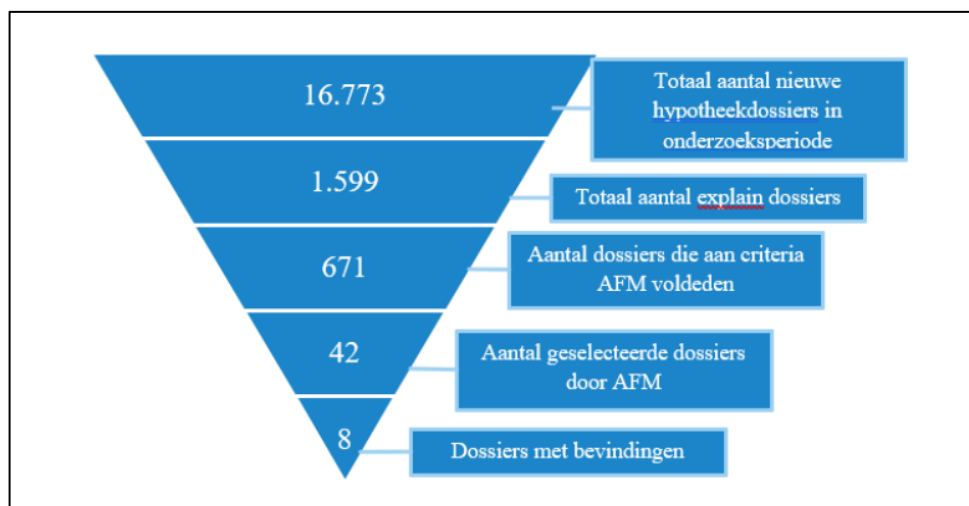 16.773
Totaal aantal nieuwe
hypotheekdossiers in
onderzoeksperiode
1.599
Totaal aantal explain dossiers
671
Aantal dossiers die aan criteria
AFM voldeden
42
Aantal geselecteerde dossiers
door AFM
8
Dossiers met bevindingen